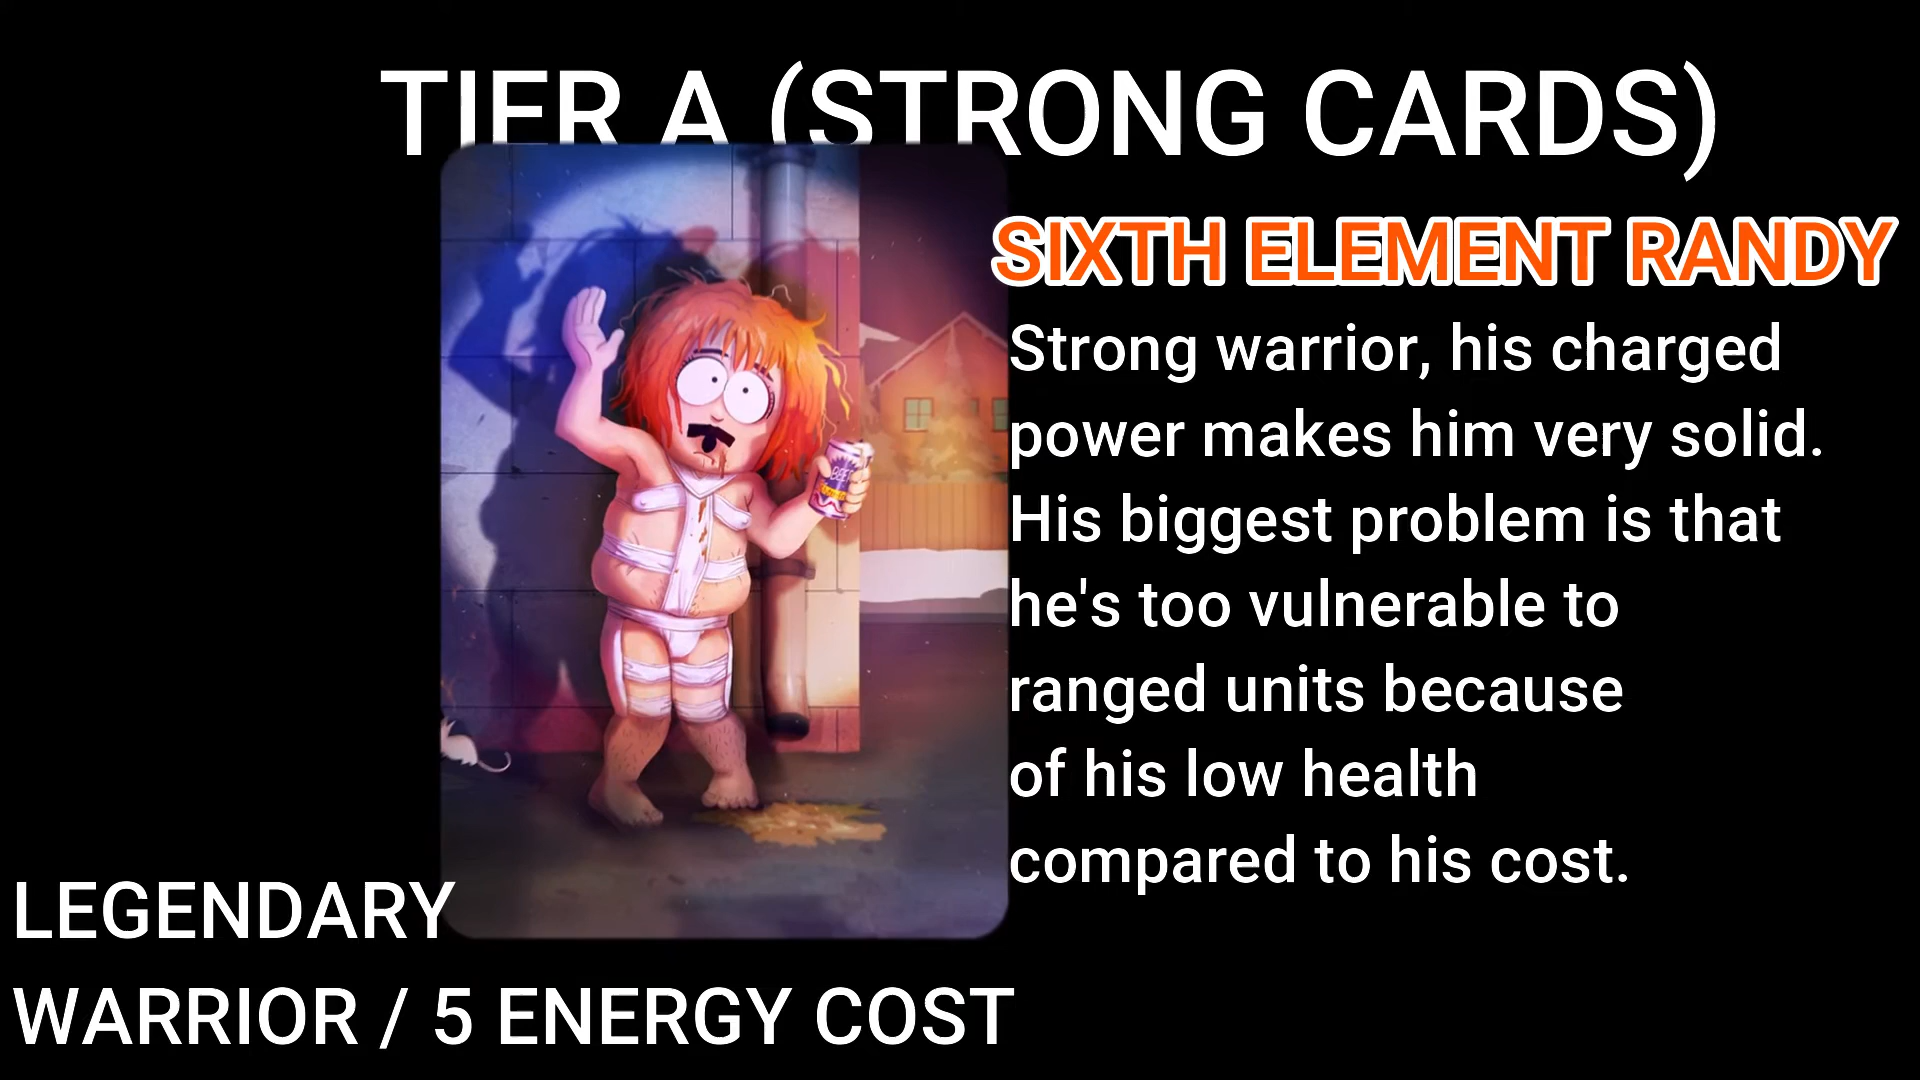 TIER A (STRONG CARDS)
SIXTH ELEMENT RANDY
Strong warrior, his charged
power makes him very solid.
His biggest problem is that
he's too vulnerable to
ranged units because
of his low health
compared to his cost.
LEGENDARY
WARRIOR / 5 ENERGY COST